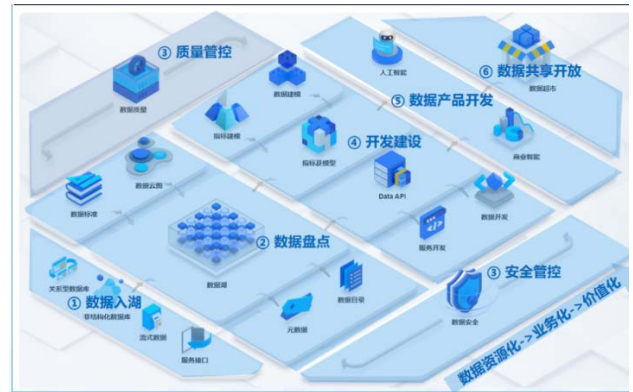 ③ 质量管控
数据质量
数据建模
人工智能
⑥ 数据共享开放
数据超市
⑤ 数据产品开发
指标建模
④ 开发建设
指标及模型
商业智能
数据云图
Data API
数据标准
数据开发
服务开发
② 数据盘点
数据湖
③ 安全管控
关系型数据库
数据目录
① 数据入湖
非结构化数据库
元数据
数据安全
流式数据
服务接口
数据资源化->业务化->价值化